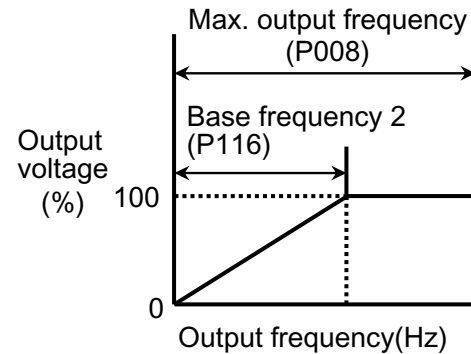 Max. output frequency
(P008)
Base frequency 2
(P116)
Output
voltage
(%)
100
0
Output frequency(Hz)